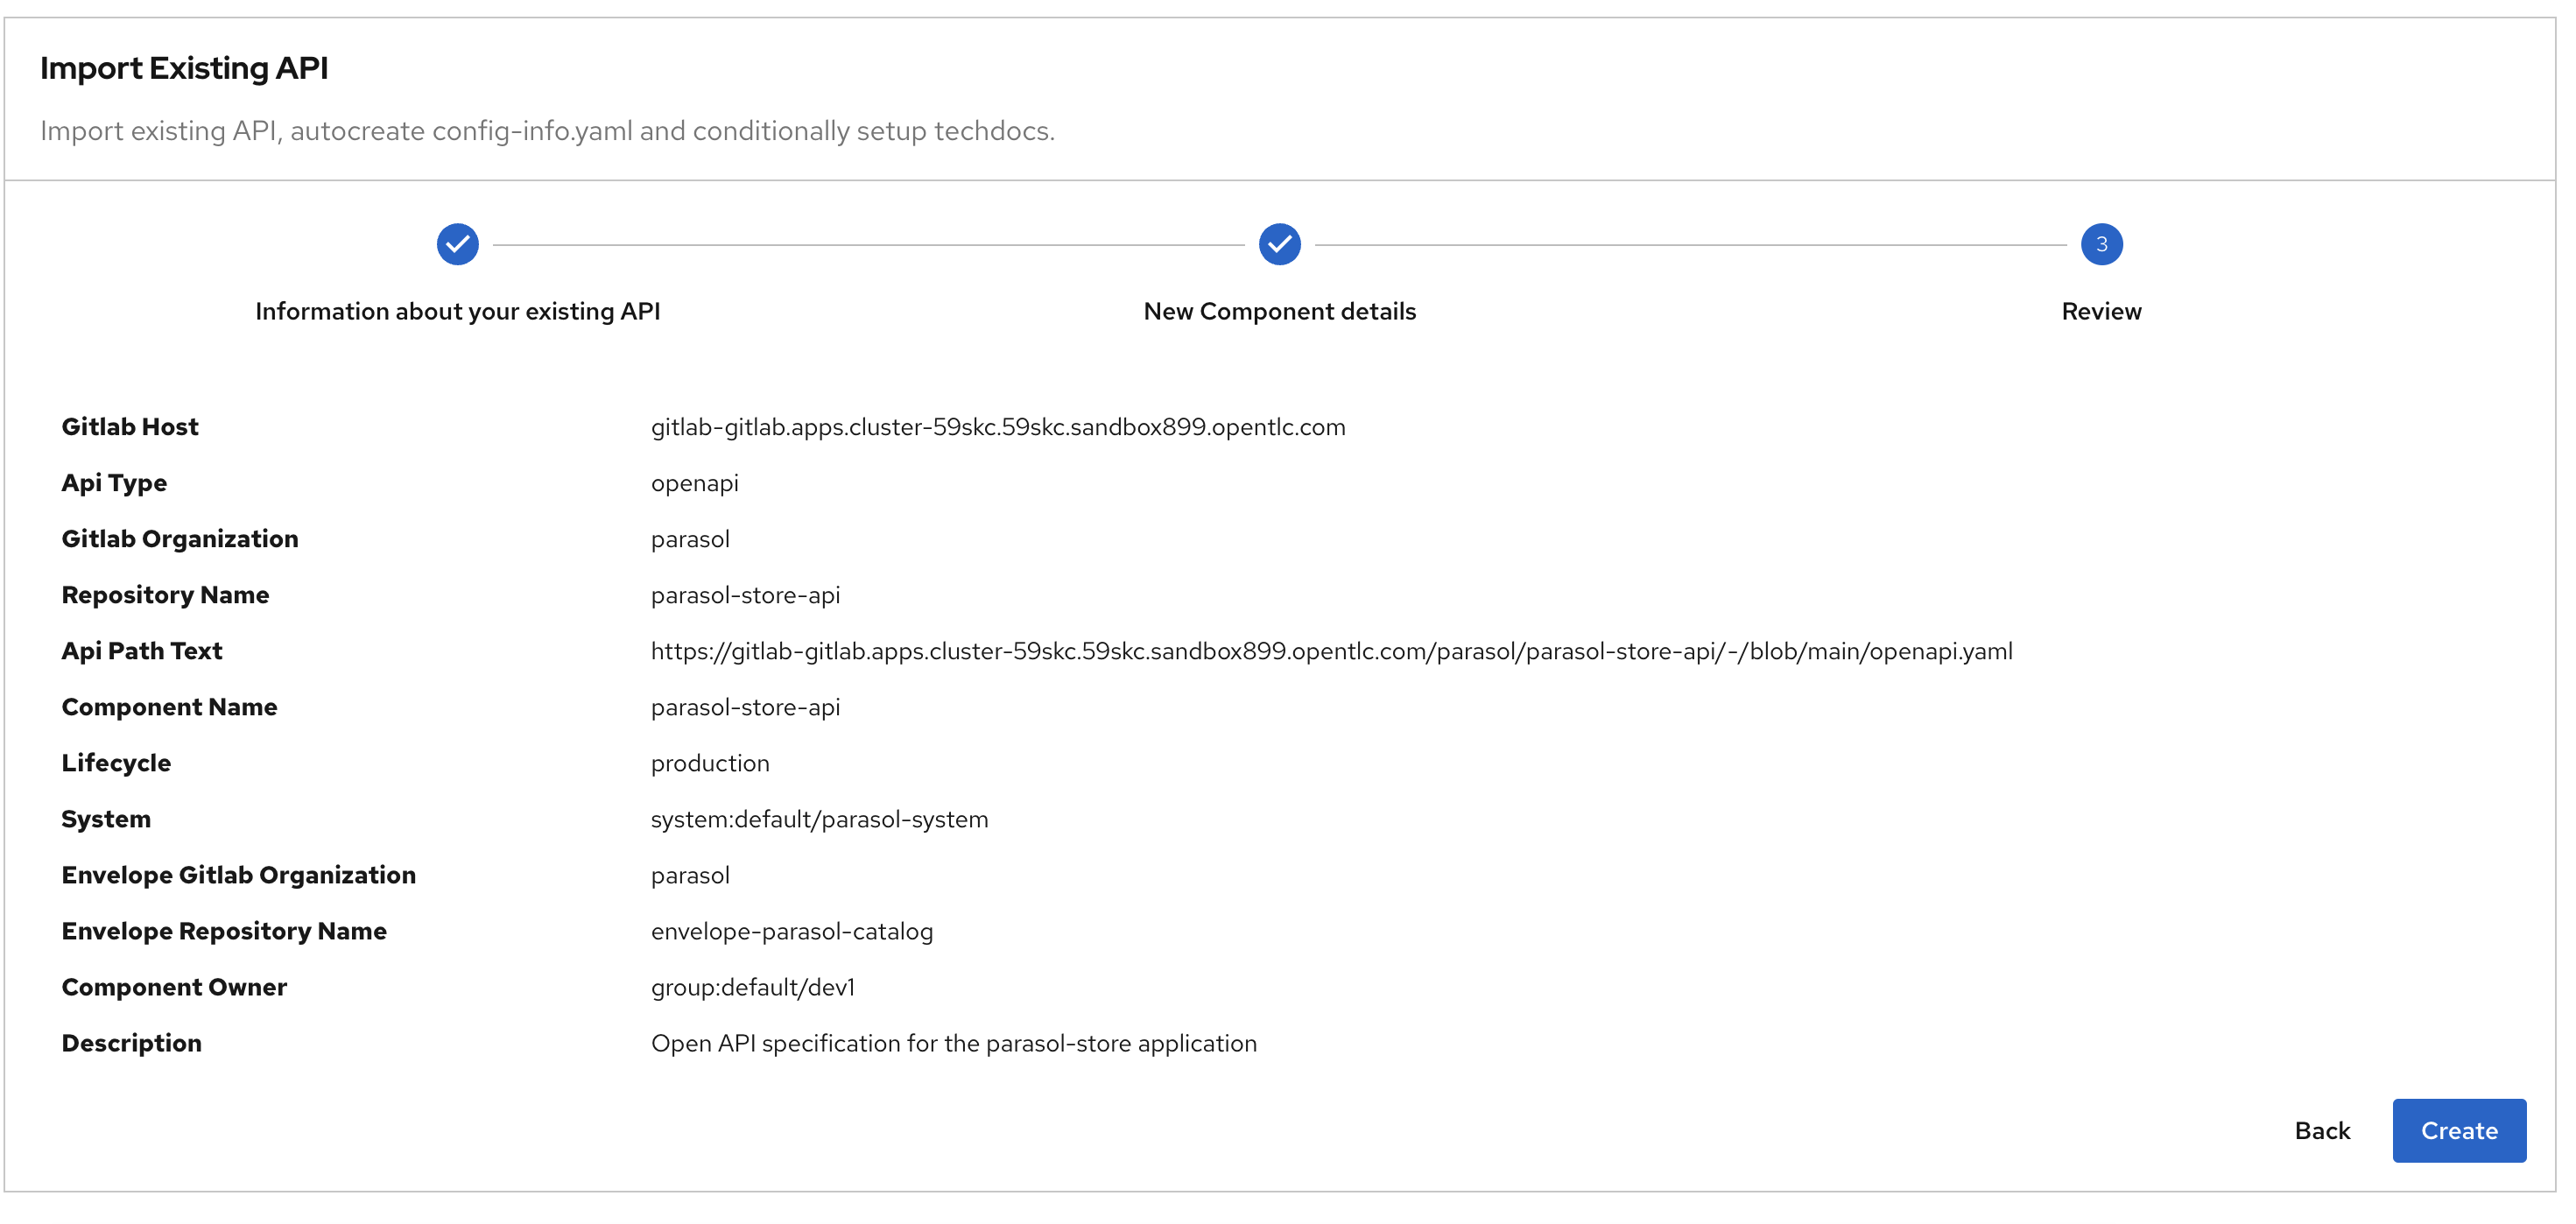 Import Existing API
Import existing API, autocreate config-info.yaml and conditionally setup techdocs.
3
Information about your existing API
New Component details
Review
Gitlab Host gitlab-gitlab.apps.cluster-59skc.59skc.sandbox899.opentlc.com
Api Type openapi
Gitlab Organization parasol
Repository Name parasol-store-api
Api Path Text https://gitlab-gitlab.apps.cluster-59skc.59skc.sandbox899.opentlc.com/parasol/parasol-store-api/-/blob/main/openapi.yaml
Component Name parasol-store-api
Lifecycle production
System system:default/parasol-system
Envelope Gitlab Organization parasol
Envelope Repository Name envelope-parasol-catalog
Component Owner group:default/dev1
Description Open API specification for the parasol-store application
Back Create